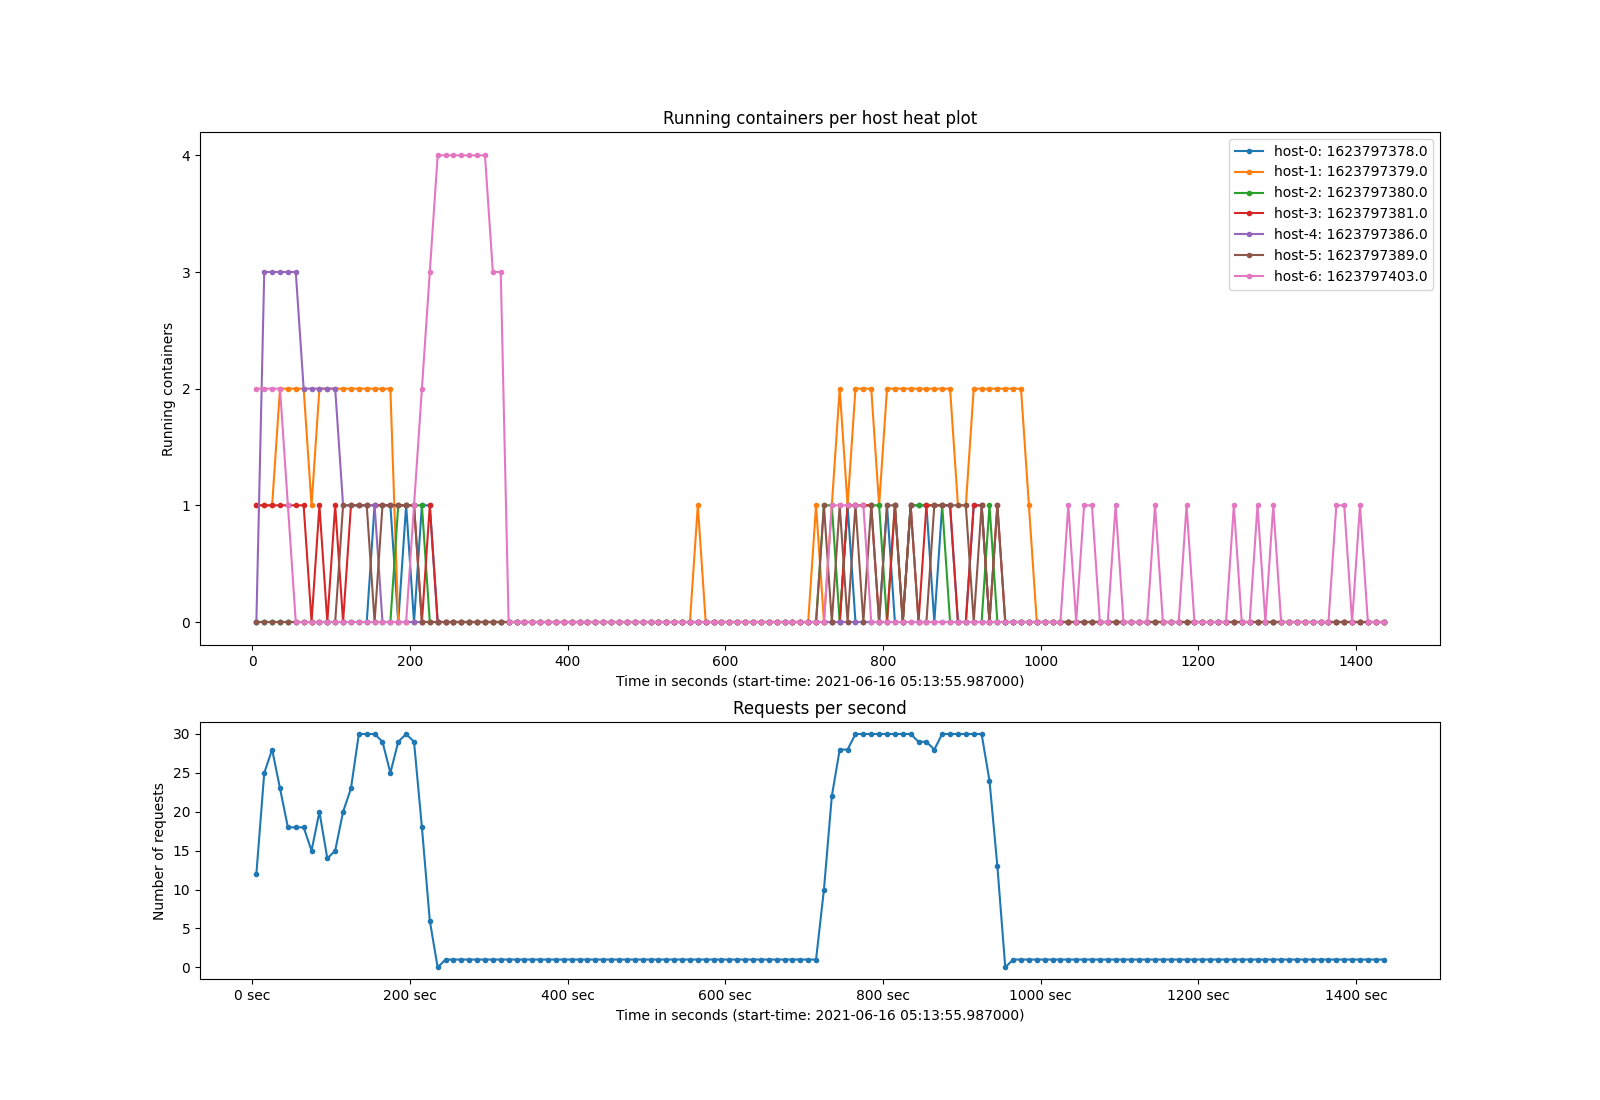 Running containers per host heat plot
host-0: 1623797378.0
host-1: 1623797379.0
host-2: 1623797380.0
host-3: 1623797381.0
host-4: 1623797386.0
host-5: 1623797389.0
host-6: 1623797403.0
4
3
2
1
0
Running containers
0 200 400 600 800 1000 1200 1400
Time in seconds (start-time: 2021-06-16 05:13:55.987000)
Requests per second
30
25
20
15
10
5
0
Number of requests
0 sec 200 sec 400 sec 600 sec 800 sec 1000 sec 1200 sec 1400 sec
Time in seconds (start-time: 2021-06-16 05:13:55.987000)